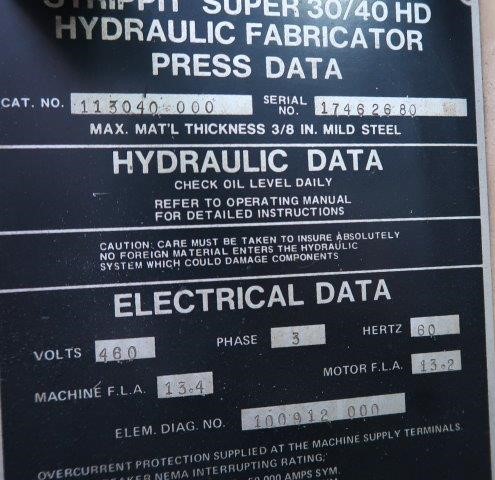 STRIPPIT SUPER 30/40 HD
HYDRAULIC FABRICATOR
PRESS DATA
CAT. NO. 113040 000 SERIAL NO. 17462680
MAX. MAT'L THICKNESS 3/8 IN. MILD STEEL
HYDRAULIC DATA
CHECK OIL LEVEL DAILY
REFER TO OPERATING MANUAL
FOR DETAILED INSTRUCTIONS
CAUTION: CARE MUST BE TAKEN TO INSURE ABSOLUTELY
NO FOREIGN MATERIAL ENTERS THE HYDRAULIC
SYSTEM WHICH COULD DAMAGE COMPONENTS
ELECTRICAL DATA
VOLTS 460 PHASE 3 HERTZ 60
MACHINE F.L.A. 13.4 MOTOR F.L.A. 13.2
ELEM. DIAG. NO. 100912 000
OVERCURRENT PROTECTION SUPPLIED AT THE MACHINE SUPPLY TERMINALS.
NEMA INTERRUPTING RATING;
AMPS SYM.